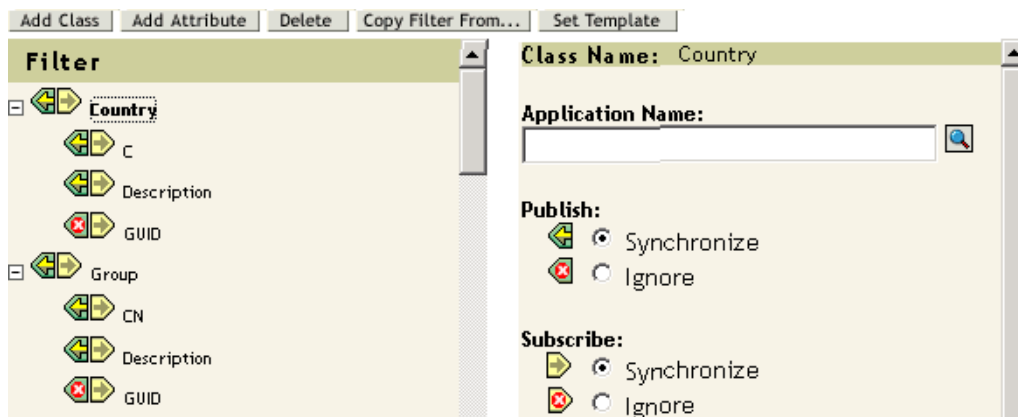 Add Class Add Attribute Delete Copy Filter From... Set Template
Filter
Country
C
Description
GUID
Group
CN
Description
GUID
Class Name: Country
Application Name:
Publish:
Synchronize
Ignore
Subscribe:
Synchronize
Ignore